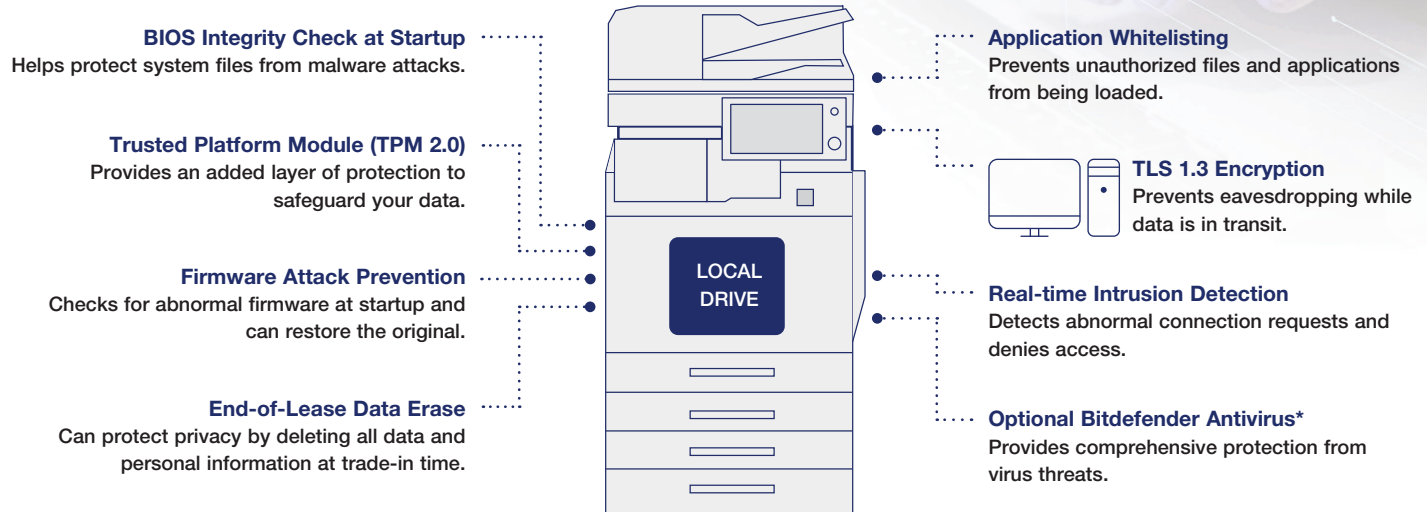 BIOS Integrity Check at Startup
Helps protect system files from malware attacks.
Trusted Platform Module (TPM 2.0)
Provides an added layer of protection to
safeguard your data.
Firmware Attack Prevention
Checks for abnormal firmware at startup and
can restore the original.
End-of-Lease Data Erase
Can protect privacy by deleting all data and
personal information at trade-in time.
LOCAL
DRIVE
Application Whitelisting
Prevents unauthorized files and applications
from being loaded.
TLS 1.3 Encryption
Prevents eavesdropping while
data is in transit.
Real-time Intrusion Detection
Detects abnormal connection requests and
denies access.
Optional Bitdefender Antivirus*
Provides comprehensive protection from
virus threats.